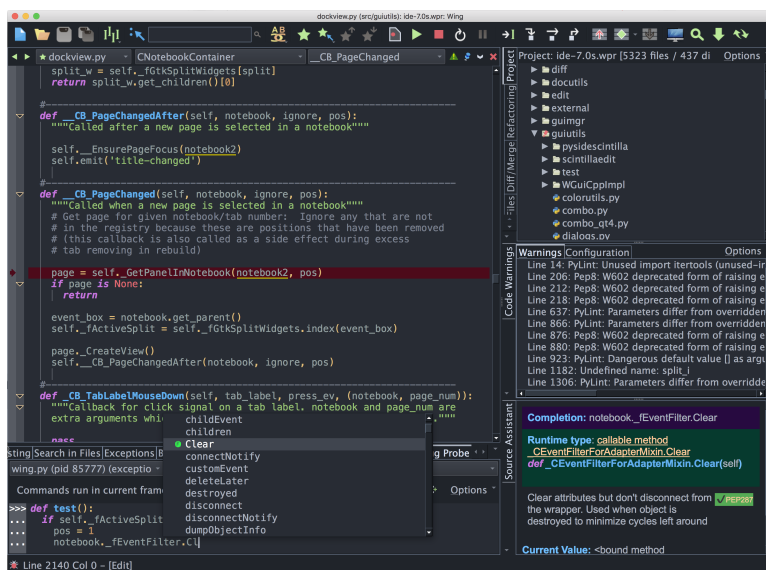 dockview.py (src/guiutils): ide-7.0s.wpr: Wing
dockview.py
CNotebookContainer
__CB_PageChanged
split_w = self._fGtkSplitWidgets[split]
return split_w.get_children()[0]
#-----------------------------------------------------------------------
def __CB_PageChangedAfter(self, notebook, ignore, pos):
"""Called after a new page is selected in a notebook"""
self.__EnsurePageFocus(notebook2)
self.emit('title-changed')
#-----------------------------------------------------------------------
def __CB_PageChanged(self, notebook, ignore, pos):
"""Called when a new page is selected in a notebook"""
# Get page for given notebook/tab number:  Ignore any that are not
# in the registry because these are positions that have been removed
# (this callback is also called as a side effect during excess
# tab removing in rebuild)
page = self._GetPanelInNotebook(notebook2, pos)
if page is None:
return
event_box = notebook.get_parent()
self._fActiveSplit = self._fGtkSplitWidgets.index(event_box)
page._CreateView()
self.__CB_PageChangedAfter(notebook, ignore, pos)
#-----------------------------------------------------------------------
def _CB_TabLabelMouseDown(self, tab_label, press_ev, (notebook, page_num)):
"""Callback for click signal on a tab label. notebook and page_num are
extra arguments whi
."""
pass
childEvent
children
Clear
connectNotify
customEvent
deleteLater
destroyed
disconnect
disconnectNotify
dumpObjectInfo
sting
Search in Files
Exceptions
B
g Probe
wing.py (pid 85777) (exceptio
Commands run in current fram
Options
>>> def test():
... if self._fActiveSplit
... pos = 1
... notebook._fEventFilter.Cl
Line 2140 Col 0 – [Edit]
Project
Refactoring
Diff/Merge
Files
Project: ide-7.0s.wpr [5323 files / 437 di
Options
diff
docutils
edit
external
guimgr
guiutils
pysidescintilla
scintillaedit
test
WGuiCppImpl
colorutils.py
combo.py
combo_qt4.py
dialogs.py
Code Warnings
Warnings
Configuration
Options
Line 14: PyLint: Unused import itertools (unused-ir
Line 206: Pep8: W602 deprecated form of raising e
Line 212: Pep8: W602 deprecated form of raising e
Line 218: Pep8: W602 deprecated form of raising e
Line 637: PyLint: Parameters differ from overridden
Line 866: PyLint: Parameters differ from overridden
Line 876: Pep8: W602 deprecated form of raising e
Line 880: Pep8: W602 deprecated form of raising e
Line 923: PyLint: Dangerous default value [] as argu
Line 1182: Undefined name: split_i
Line 1306: PyLint: Parameters differ from overridde
Source Assistant
Completion: notebook._fEventFilter.Clear
Runtime type: callable method
_CEventFilterForAdapterMixin.Clear
def _CEventFilterForAdapterMixin.Clear(self)
Clear attributes but don't disconnect from
✓PEP287
the wrapper. Used when object is
destroyed to minimize cycles left around
Current Value: <bound method